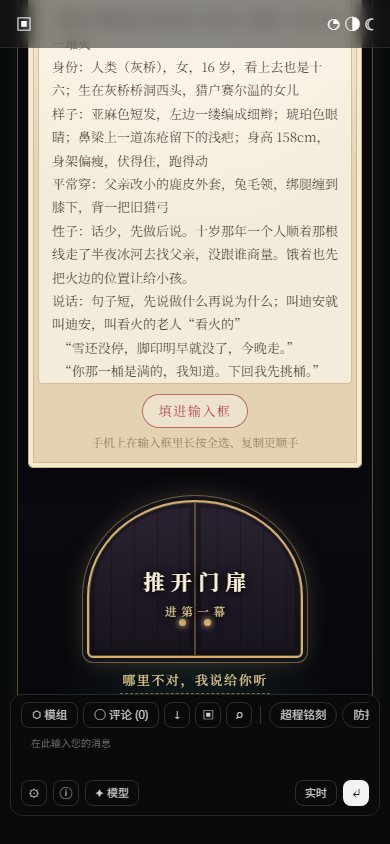 一堆火
身份：人类（灰桥），女，16 岁，看上去也是十
六；生在灰桥桥洞西头，猎户赛尔温的女儿
样子：亚麻色短发，左边一缕编成细辫；琥珀色眼
睛；鼻梁上一道冻疮留下的浅疤；身高 158cm，
身架偏瘦，伏得住，跑得动
平常穿：父亲改小的鹿皮外套，兔毛领，绑腿缠到
膝下，背一把旧猎弓
性子：话少，先做后说。十岁那年一个人顺着那根
线走了半夜冰河去找父亲，没跟谁商量。饿着也先
把火边的位置让给小孩。
说话：句子短，先说做什么再说为什么；叫迪安就
叫迪安，叫看火的老人“看火的”
“雪还没停，脚印明早就没了，今晚走。”
“你那一桶是满的，我知道。下回我先挑桶。”
填进输入框
手机上在输入框里长按全选、复制更顺手
推开门扉
进第一幕
哪里不对，我说给你听
模组
评论 (0)
超程铭刻
在此输入您的消息
模型
实时